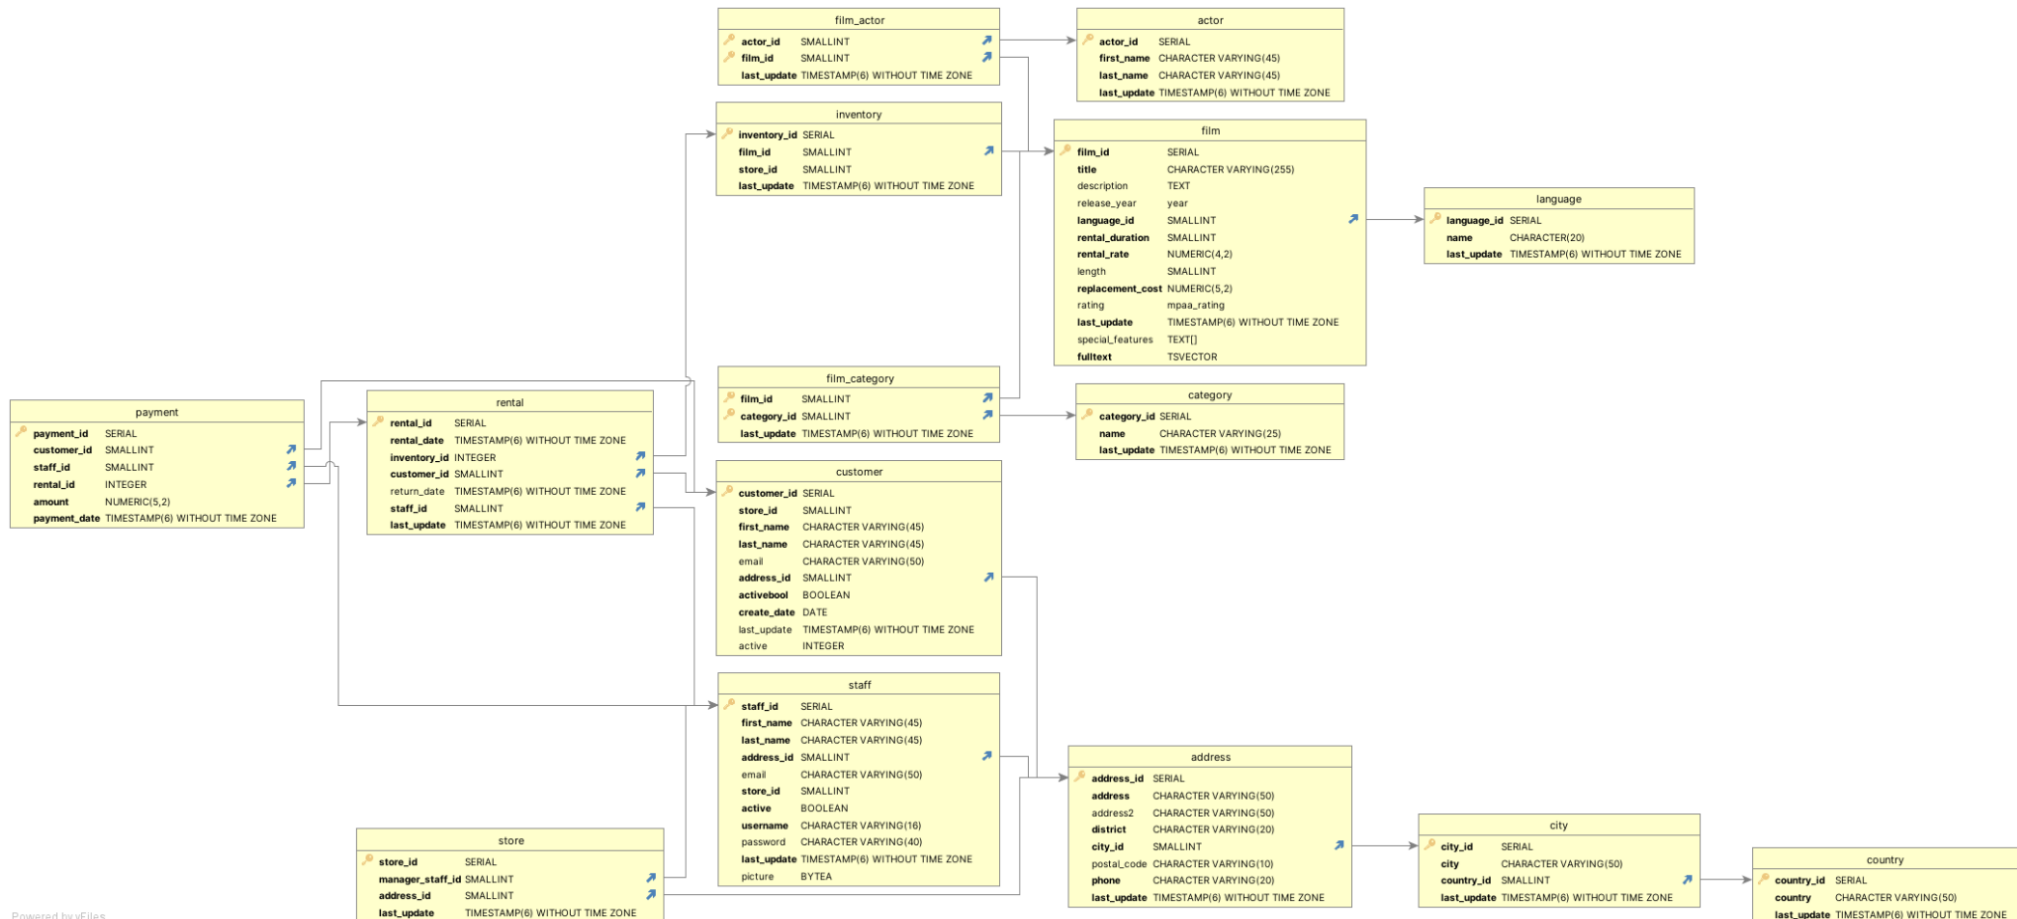 film_actor
actor_id SMALLINT
film_id SMALLINT
last_update TIMESTAMP(6) WITHOUT TIME ZONE
actor
actor_id SERIAL
first_name CHARACTER VARYING(45)
last_name CHARACTER VARYING(45)
last_update TIMESTAMP(6) WITHOUT TIME ZONE
inventory
inventory_id SERIAL
film_id SMALLINT
store_id SMALLINT
last_update TIMESTAMP(6) WITHOUT TIME ZONE
film
film_id SERIAL
title CHARACTER VARYING(255)
description TEXT
release_year year
language_id SMALLINT
rental_duration SMALLINT
rental_rate NUMERIC(4,2)
length SMALLINT
replacement_cost NUMERIC(5,2)
rating mpaa_rating
last_update TIMESTAMP(6) WITHOUT TIME ZONE
special_features TEXT[]
fulltext TSVECTOR
language
language_id SERIAL
name CHARACTER(20)
last_update TIMESTAMP(6) WITHOUT TIME ZONE
film_category
film_id SMALLINT
category_id SMALLINT
last_update TIMESTAMP(6) WITHOUT TIME ZONE
category
category_id SERIAL
name CHARACTER VARYING(25)
last_update TIMESTAMP(6) WITHOUT TIME ZONE
payment
payment_id SERIAL
customer_id SMALLINT
staff_id SMALLINT
rental_id INTEGER
amount NUMERIC(5,2)
payment_date TIMESTAMP(6) WITHOUT TIME ZONE
rental
rental_id SERIAL
rental_date TIMESTAMP(6) WITHOUT TIME ZONE
inventory_id INTEGER
customer_id SMALLINT
return_date TIMESTAMP(6) WITHOUT TIME ZONE
staff_id SMALLINT
last_update TIMESTAMP(6) WITHOUT TIME ZONE
customer
customer_id SERIAL
store_id SMALLINT
first_name CHARACTER VARYING(45)
last_name CHARACTER VARYING(45)
email CHARACTER VARYING(50)
address_id SMALLINT
activebool BOOLEAN
create_date DATE
last_update TIMESTAMP(6) WITHOUT TIME ZONE
active INTEGER
staff
staff_id SERIAL
first_name CHARACTER VARYING(45)
last_name CHARACTER VARYING(45)
address_id SMALLINT
email CHARACTER VARYING(50)
store_id SMALLINT
active BOOLEAN
username CHARACTER VARYING(16)
password CHARACTER VARYING(40)
last_update TIMESTAMP(6) WITHOUT TIME ZONE
picture BYTEA
address
address_id SERIAL
address CHARACTER VARYING(50)
address2 CHARACTER VARYING(50)
district CHARACTER VARYING(20)
city_id SMALLINT
postal_code CHARACTER VARYING(10)
phone CHARACTER VARYING(20)
last_update TIMESTAMP(6) WITHOUT TIME ZONE
store
store_id SERIAL
manager_staff_id SMALLINT
address_id SMALLINT
last_update TIMESTAMP(6) WITHOUT TIME ZONE
city
city_id SERIAL
city CHARACTER VARYING(50)
country_id SMALLINT
last_update TIMESTAMP(6) WITHOUT TIME ZONE
country
country_id SERIAL
country CHARACTER VARYING(50)
last_update TIMESTAMP(6) WITHOUT TIME ZONE
Powered by yFiles